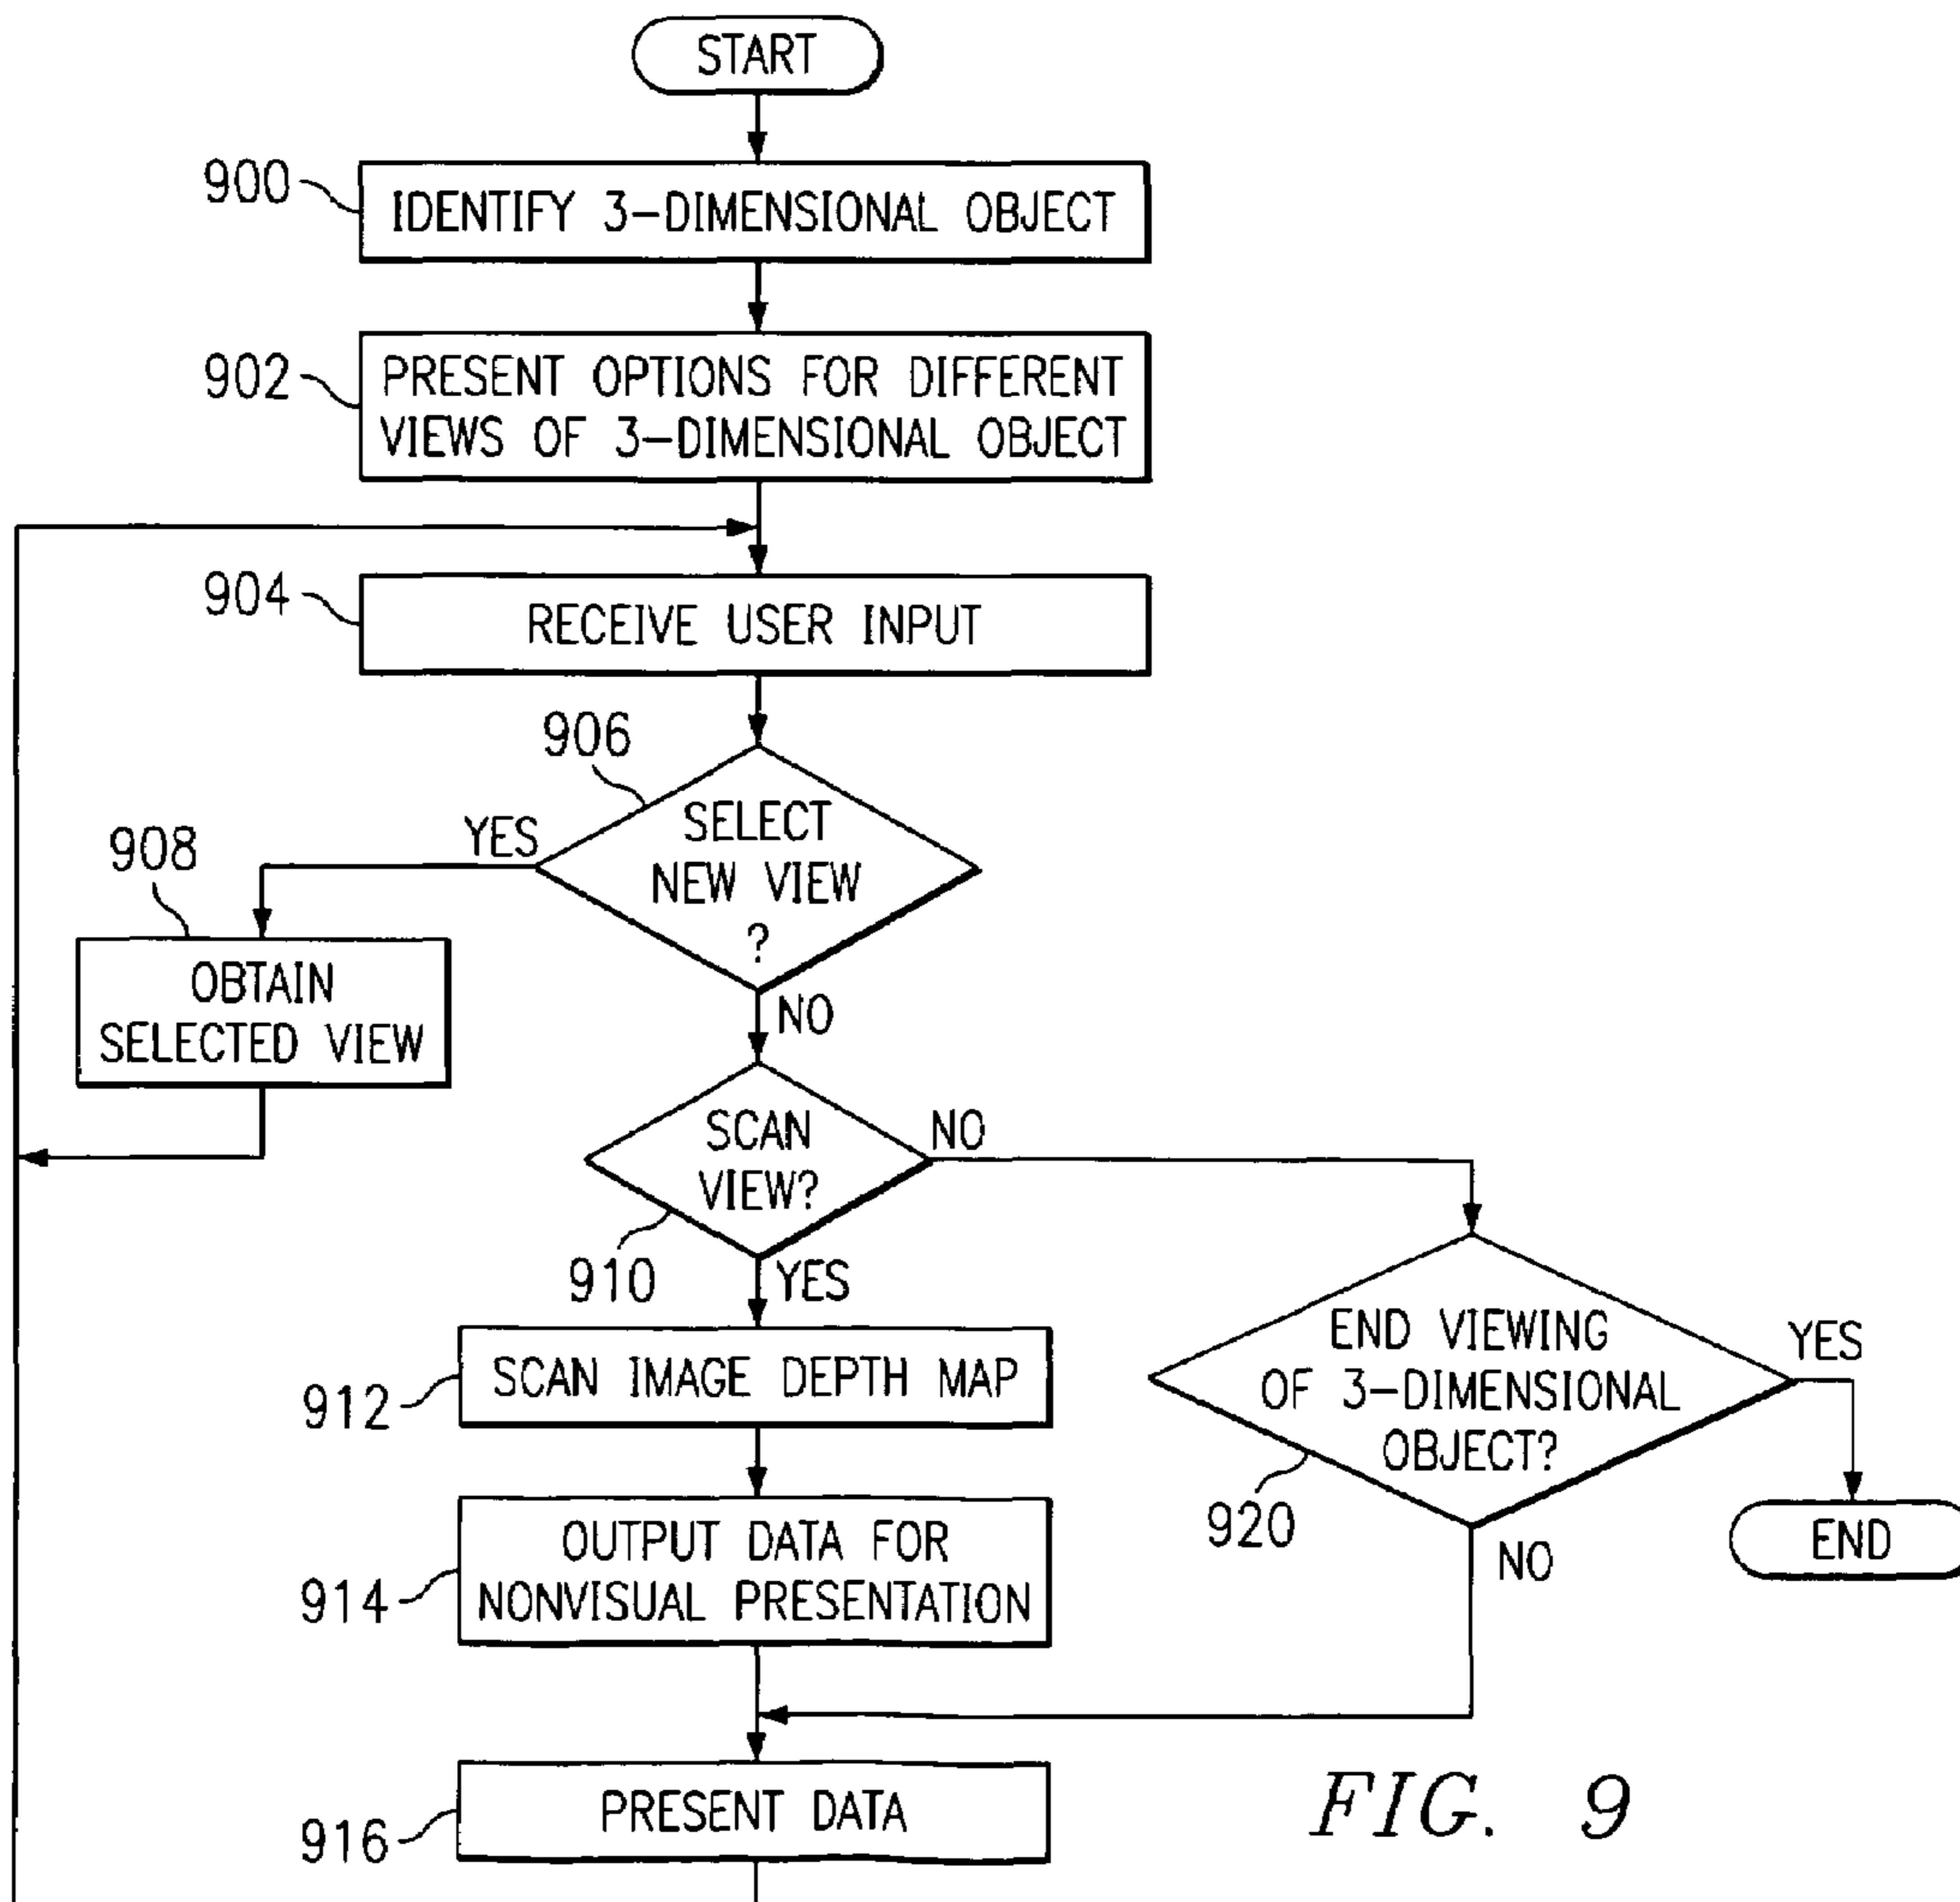 START
900
IDENTIFY 3-DIMENSIONAL OBJECT
902
PRESENT OPTIONS FOR DIFFERENT
VIEWS OF 3-DIMENSIONAL OBJECT
904
RECEIVE USER INPUT
906
SELECT
NEW VIEW
?
YES
NO
908
OBTAIN
SELECTED VIEW
SCAN
VIEW?
NO
910
YES
912
SCAN IMAGE DEPTH MAP
END VIEWING
OF 3-DIMENSIONAL
OBJECT?
YES
920
NO
END
914
OUTPUT DATA FOR
NONVISUAL PRESENTATION
916
PRESENT DATA
FIG. 9